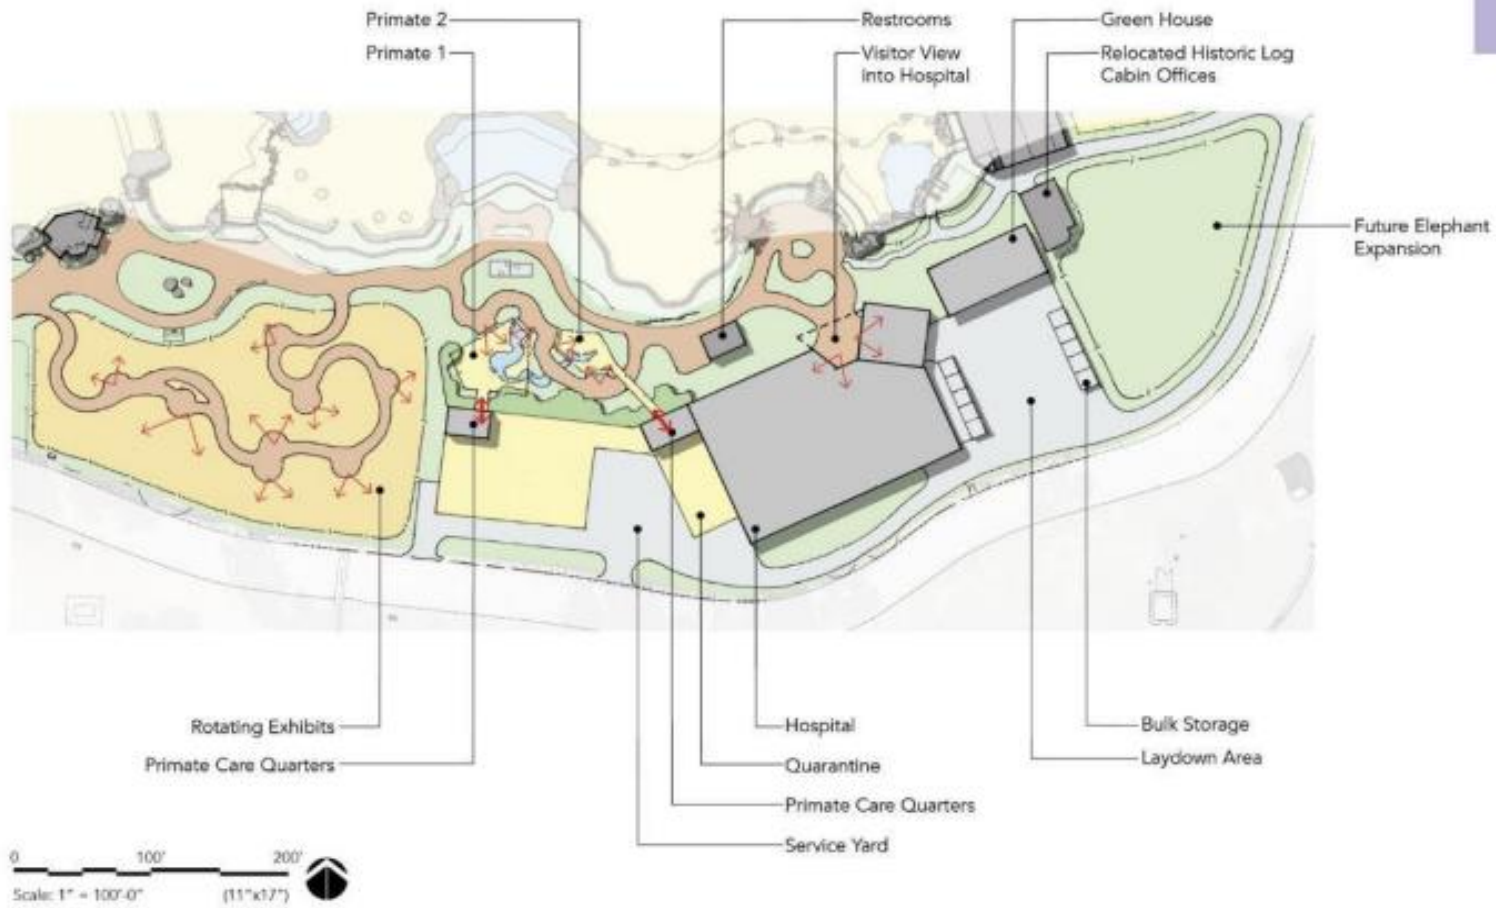 Primate 2
Restrooms
Green House
Primate 1
Visitor View
into Hospital
Relocated Historic Log
Cabin Offices
Future Elephant
Expansion
Rotating Exhibits
Hospital
Bulk Storage
Primate Care Quarters
Quarantine
Laydown Area
Primate Care Quarters
Service Yard
0 100' 200'
Scale: 1" = 100'-0" (11"x17")